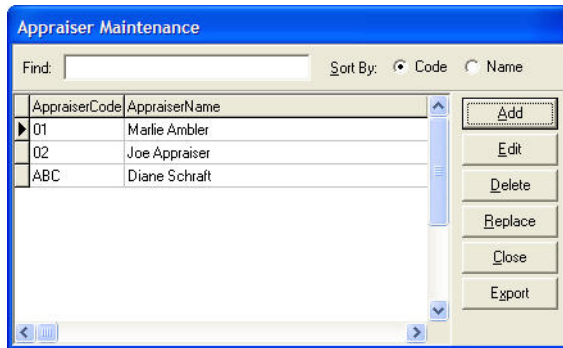 Appraiser Maintenance
Find: Sort By: Code Name
AppraiserCode AppraiserName
01 Marlie Ambler
02 Joe Appraiser
ABC Diane Schraft
Add
Edit
Delete
Replace
Close
Export